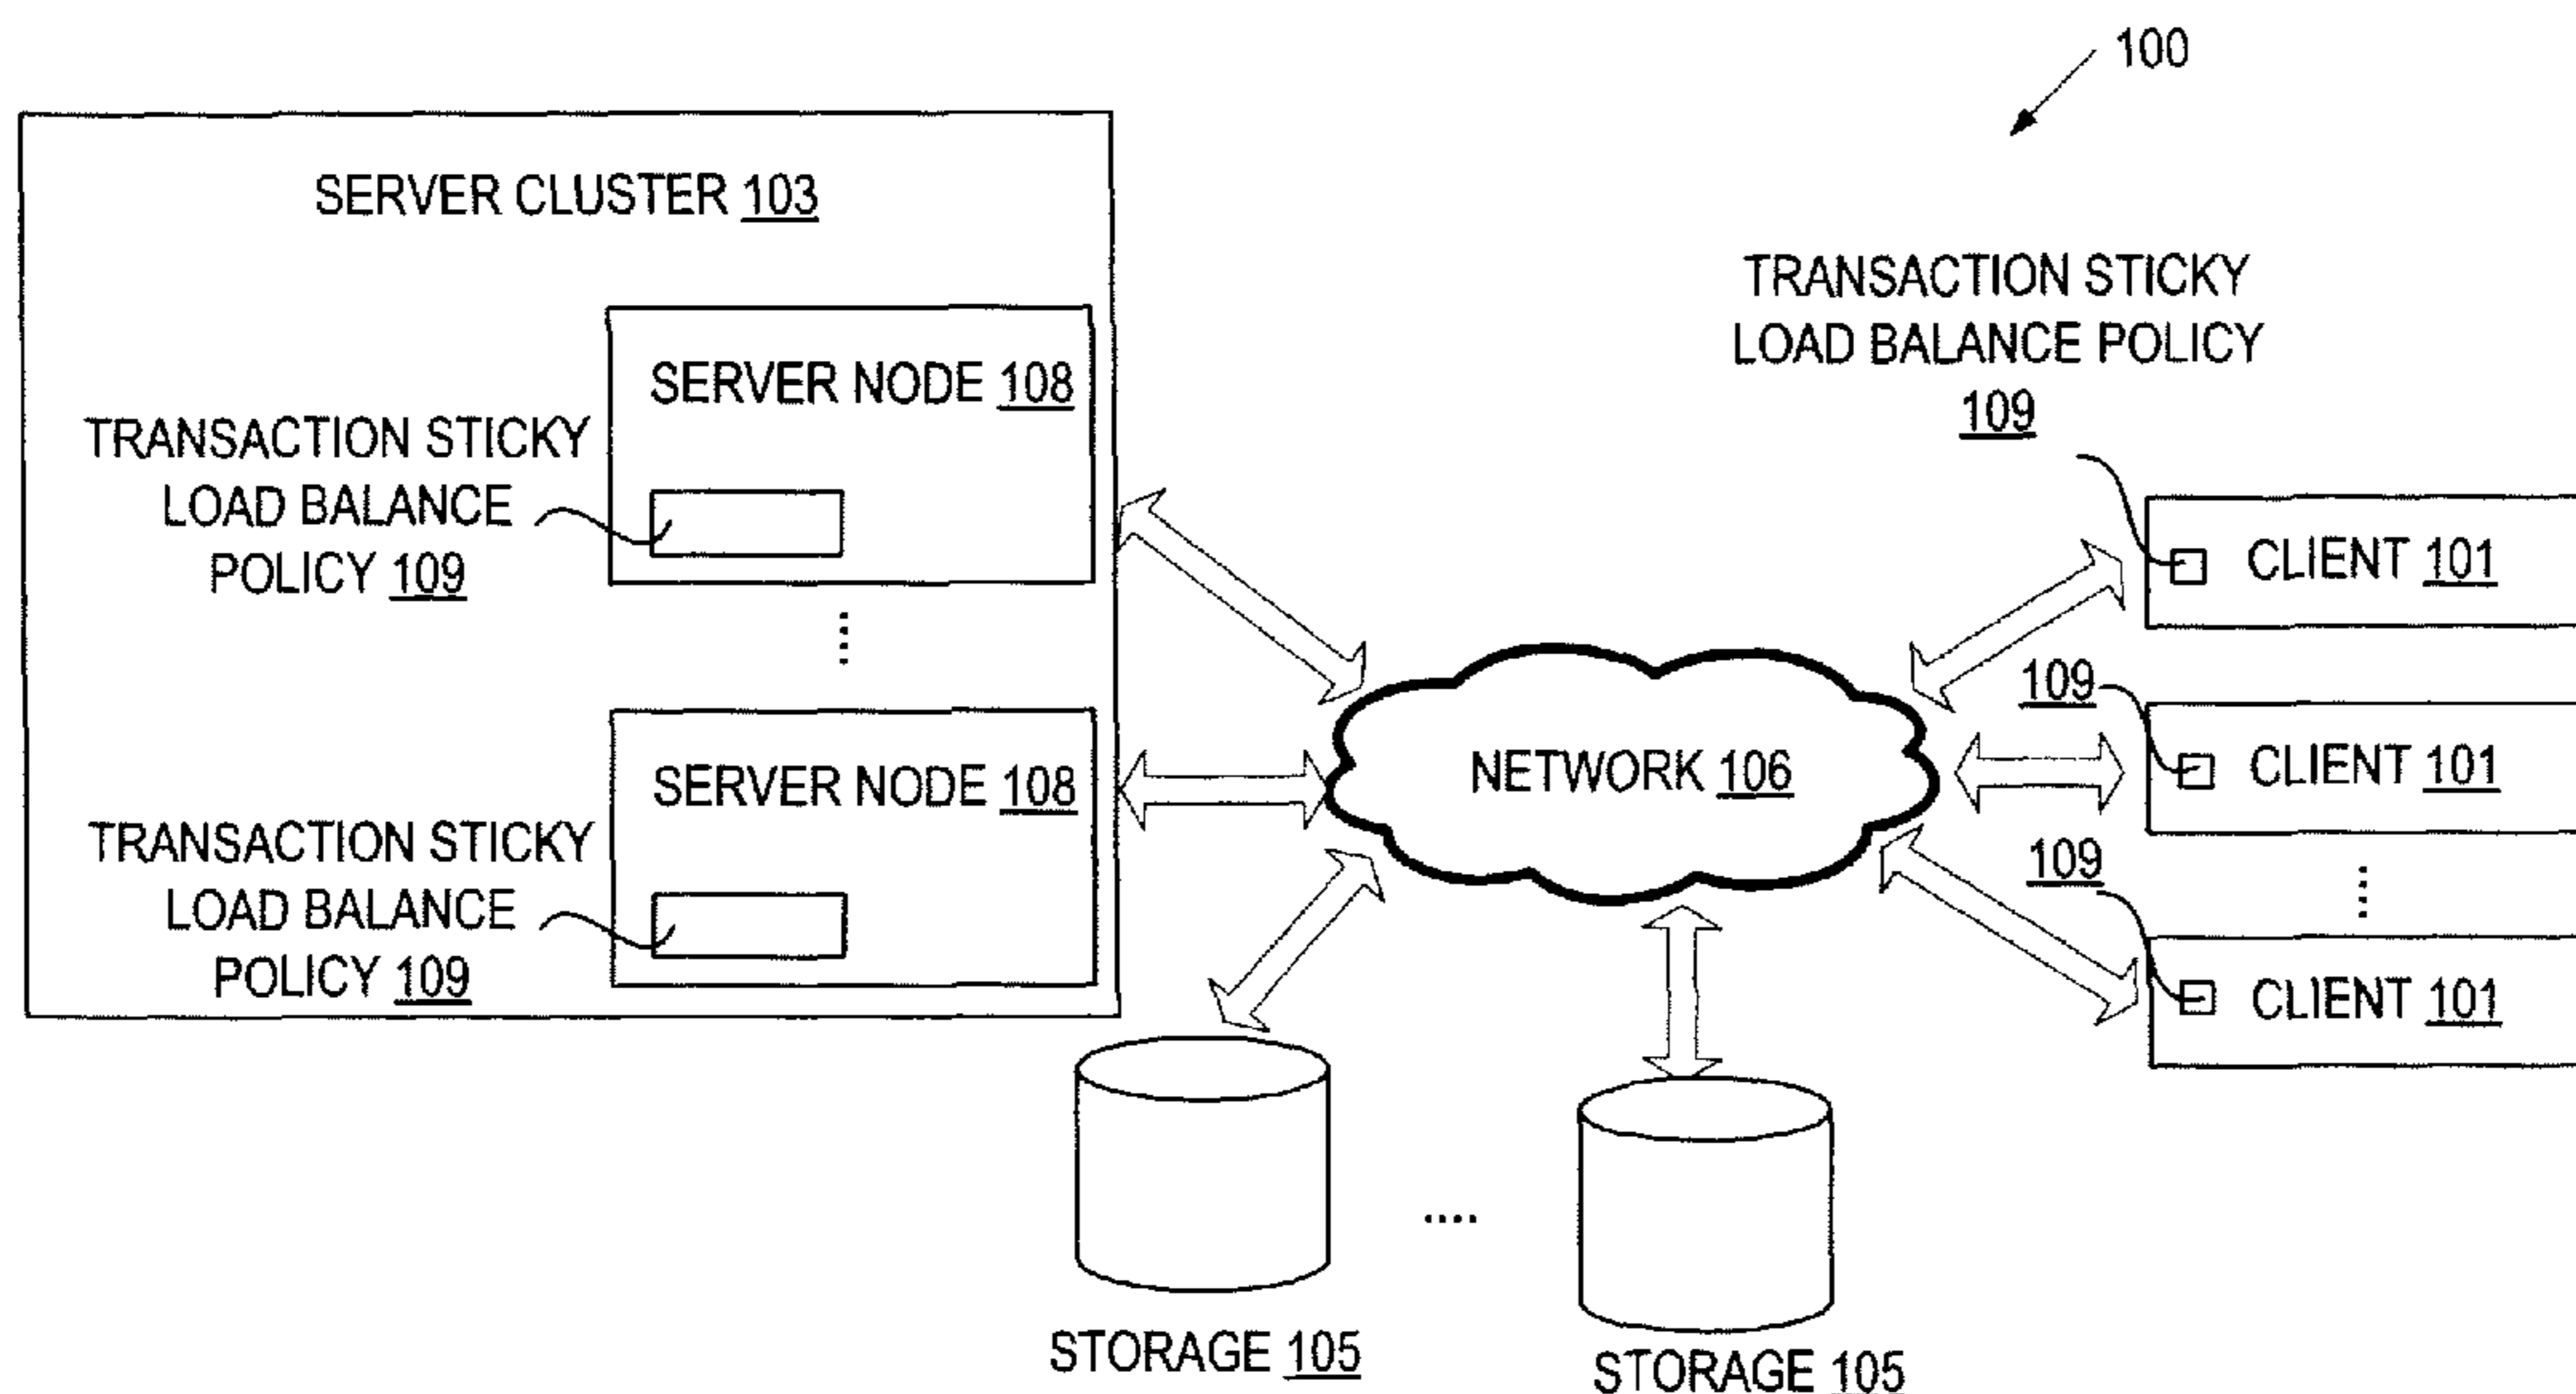 100
SERVER CLUSTER 103
TRANSACTION STICKY
LOAD BALANCE POLICY
109
SERVER NODE 108
TRANSACTION STICKY
LOAD BALANCE
POLICY 109
CLIENT 101
109
CLIENT 101
NETWORK 106
SERVER NODE 108
TRANSACTION STICKY
LOAD BALANCE
POLICY 109
109
CLIENT 101
STORAGE 105
STORAGE 105